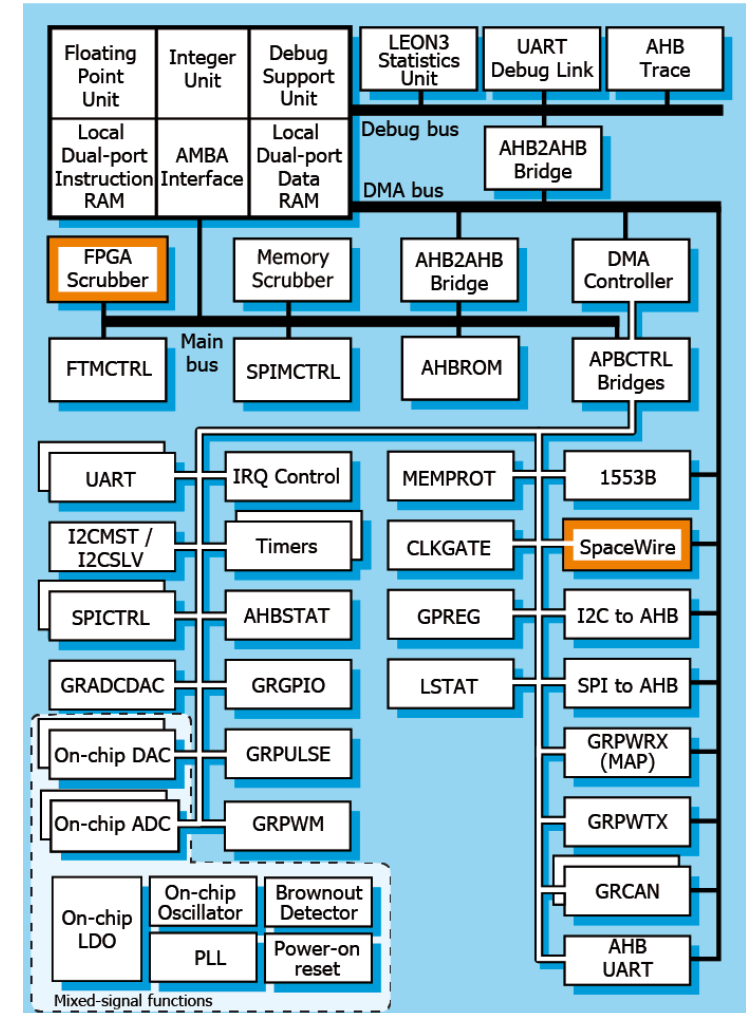 Floating
Point
Unit
Integer
Unit
Debug
Support
Unit
LEON3
Statistics
Unit
UART
Debug Link
AHB
Trace
Debug bus
Local
Dual-port
Instruction
RAM
AMBA
Interface
Local
Dual-port
Data
RAM
AHB2AHB
Bridge
DMA bus
FPGA
Scrubber
Memory
Scrubber
AHB2AHB
Bridge
DMA
Controller
Main
bus
FTMCTRL
SPIMCTRL
AHBROM
APBCTRL
Bridges
UART
IRQ Control
MEMPROT
1553B
I2CMST /
I2CSLV
Timers
CLKGATE
SpaceWire
SPICTRL
AHBSTAT
GPREG
I2C to AHB
GRADCDAC
GRGPIO
LSTAT
SPI to AHB
On-chip DAC
GRPULSE
GRPWRX
(MAP)
On-chip ADC
GRPWM
GRPWTX
GRCAN
AHB
UART
On-chip
LDO
On-chip
Oscillator
Brownout
Detector
PLL
Power-on
reset
Mixed-signal functions